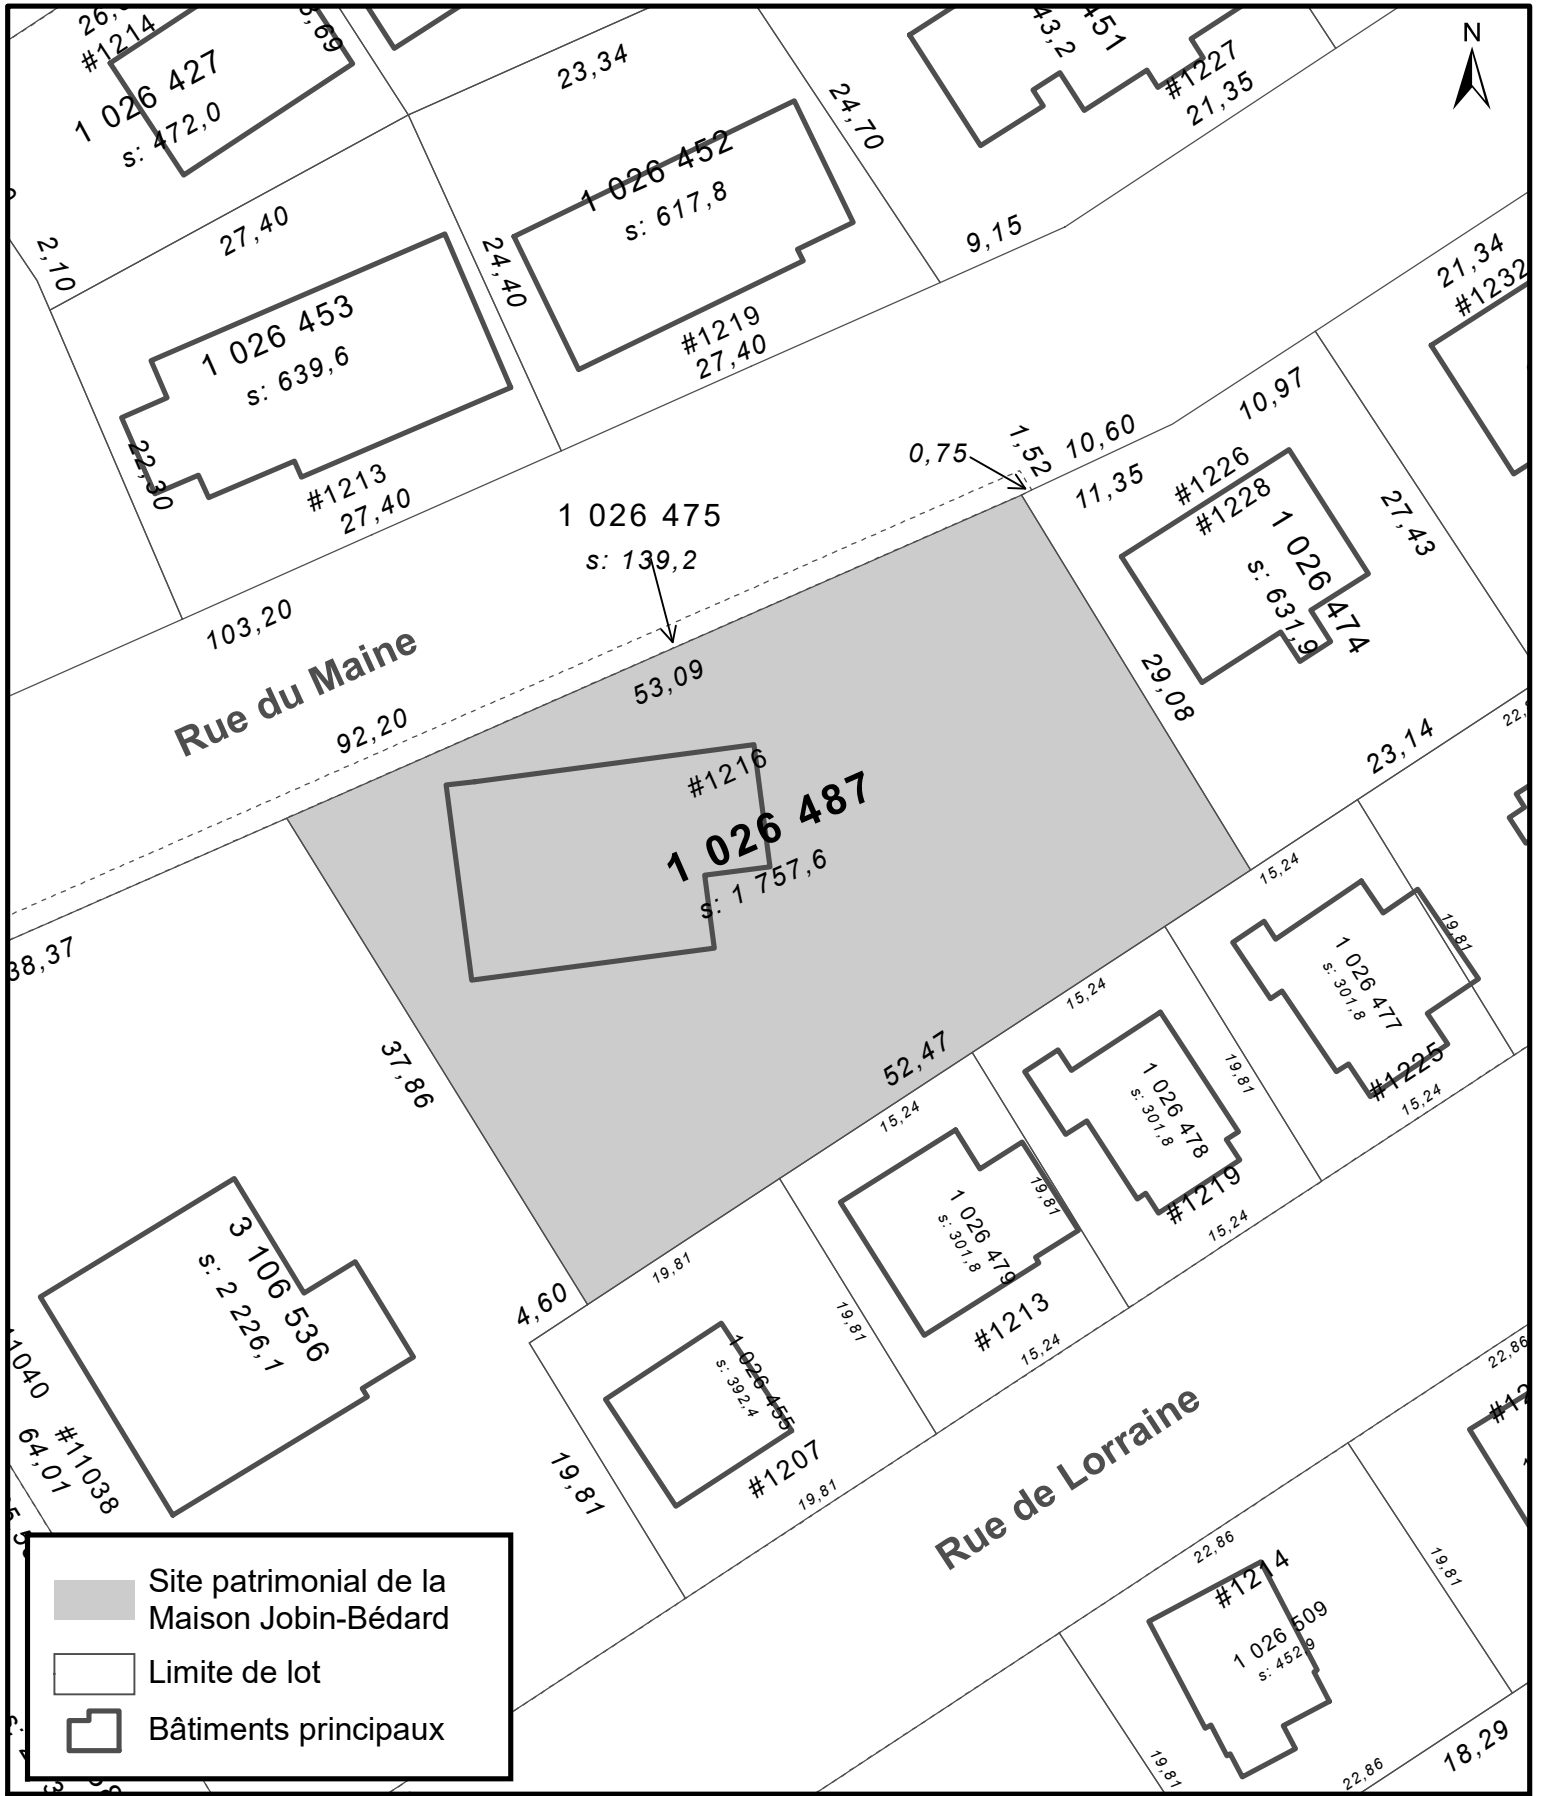 #1214
1 026 427
s: 472,0
23,34
24,70
43,2
#1227
21,35
N
1 026 452
s: 617,8
#1219
27,40
24,40
9,15
2,10
27,40
1 026 453
s: 639,6
22,30
#1213
27,40
21,34
#1232
10,97
10,60
1,52
0,75
11,35
#1226
#1228
1 026 474
s: 631,9
27,43
29,08
23,14
1 026 475
s: 139,2
103,20
Rue du Maine
92,20
53,09
#1216
1 026 487
s: 1 757,6
38,37
37,86
52,47
4,60
15,24
19,81
1 026 477
s: 301,8
#1225
15,24
15,24
19,81
1 026 478
s: 301,8
#1219
15,24
15,24
19,81
1 026 479
s: 301,8
#1213
15,24
19,81
19,81
1 026 455
s: 392,4
#1207
19,81
19,81
3 106 536
s: 2 226,1
#11038
64,01
Rue de Lorraine
22,86
22,86
#1214
1 026 509
s: 452,9
19,81
19,81
22,86
18,29
Site patrimonial de la
Maison Jobin-Bédard
Limite de lot
Bâtiments principaux